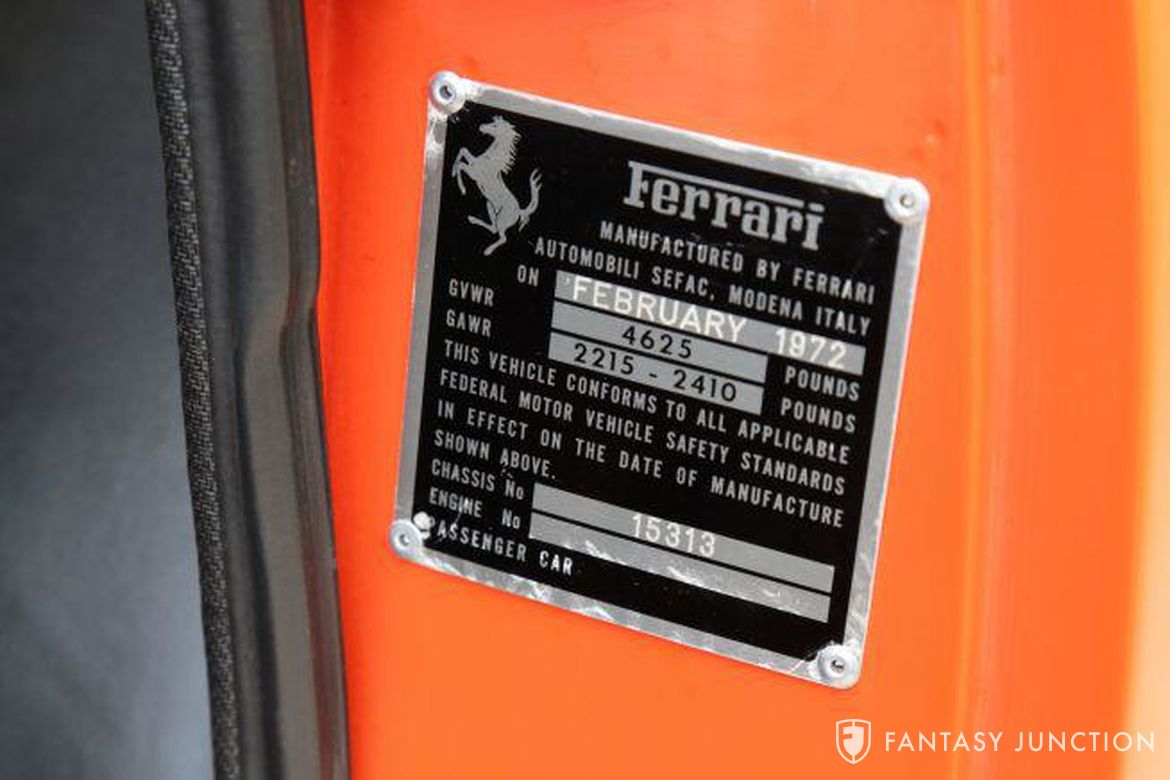 Ferrari
MANUFACTURED BY FERRARI
AUTOMOBILI SEFAC, MODENA ITALY
ON FEBRUARY 1972
GVWR 4625 POUNDS
GAWR 2215 - 2410 POUNDS
THIS VEHICLE CONFORMS TO ALL APPLICABLE
FEDERAL MOTOR VEHICLE SAFETY STANDARDS
IN EFFECT ON THE DATE OF MANUFACTURE
SHOWN ABOVE.
CHASSIS No 15313
ENGINE No
PASSENGER CAR
FANTASY JUNCTION